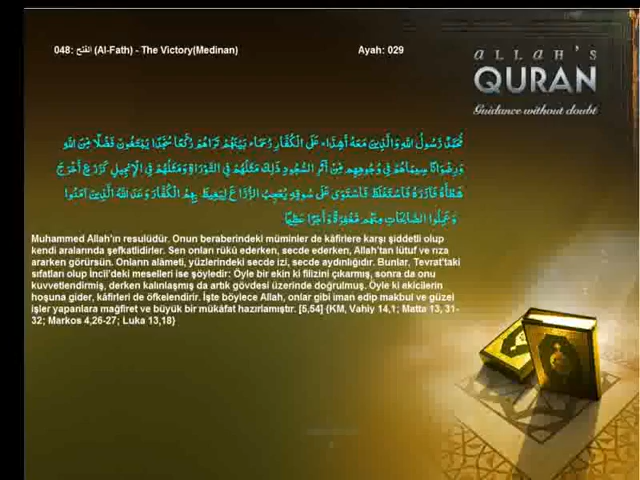 048: الفتح (Al-Fath) - The Victory(Medinan)
Ayah: 029
ALLAH'S
QURAN
Guidance without doubt
مُّحَمَّدٌ رَّسُولُ اللَّهِ وَالَّذِينَ مَعَهُ أَشِدَّاءُ عَلَى الْكُفَّارِ رُحَمَاءُ بَيْنَهُمْ تَرَاهُمْ رُكَّعًا سُجَّدًا يَبْتَغُونَ فَضْلًا مِّنَ اللَّهِ
وَرِضْوَانًا سِيمَاهُمْ فِي وُجُوهِهِم مِّنْ أَثَرِ السُّجُودِ ذَلِكَ مَثَلُهُمْ فِي التَّوْرَاةِ وَمَثَلُهُمْ فِي الْإِنجِيلِ كَزَرْعٍ أَخْرَجَ
شَطْأَهُ فَآزَرَهُ فَاسْتَغْلَظَ فَاسْتَوَى عَلَى سُوقِهِ يُعْجِبُ الزُّرَّاعَ لِيَغِيظَ بِهِمُ الْكُفَّارَ وَعَدَ اللَّهُ الَّذِينَ آمَنُوا
وَعَمِلُوا الصَّالِحَاتِ مِنْهُم مَّغْفِرَةً وَأَجْرًا عَظِيمًا
Muhammed Allah'ın resulüdür. Onun beraberindeki müminler de kâfirlere karşı şiddetli olup
kendi aralarında şefkatlidirler. Sen onları rükû ederken, secde ederken, Allah'tan lütuf ve rıza
ararken görürsün. Onların alâmeti, yüzlerindeki secde izi, secde aydınlığıdır. Bunlar, Tevrat'taki
sıfatları olup İncil'deki meselleri ise şöyledir: Öyle bir ekin ki filizini çıkarmış, sonra da onu
kuvvetlendirmiş, derken kalınlaşmış da artık gövdesi üzerinde doğrulmuş. Öyle ki ekicilerin
hoşuna gider, kâfirleri de öfkelendirir. İşte böylece Allah, onlar gibi iman edip makbul ve güzel
işler yapanlara mağfiret ve büyük bir mükâfat hazırlamıştır. [5,54] {KM, Vahiy 14,1; Matta 13, 31-
32; Markos 4,26-27; Luka 13,18}